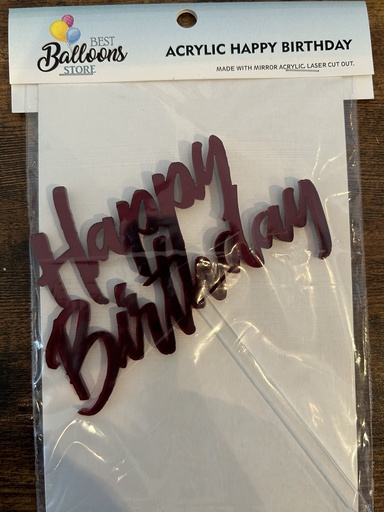 BEST
Balloons
STORE
ACRYLIC HAPPY BIRTHDAY
MADE WITH MIRROR ACRYLIC, LASER CUT OUT.
Happy
Birthday